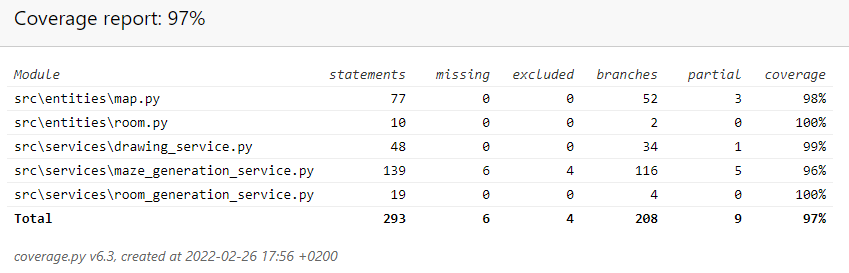 Coverage report: 97%
Module statements missing excluded branches partial coverage
src\entities\map.py 77 0 0 52 3 98%
src\entities\room.py 10 0 0 2 0 100%
src\services\drawing_service.py 48 0 0 34 1 99%
src\services\maze_generation_service.py 139 6 4 116 5 96%
src\services\room_generation_service.py 19 0 0 4 0 100%
Total 293 6 4 208 9 97%
coverage.py v6.3, created at 2022-02-26 17:56 +0200